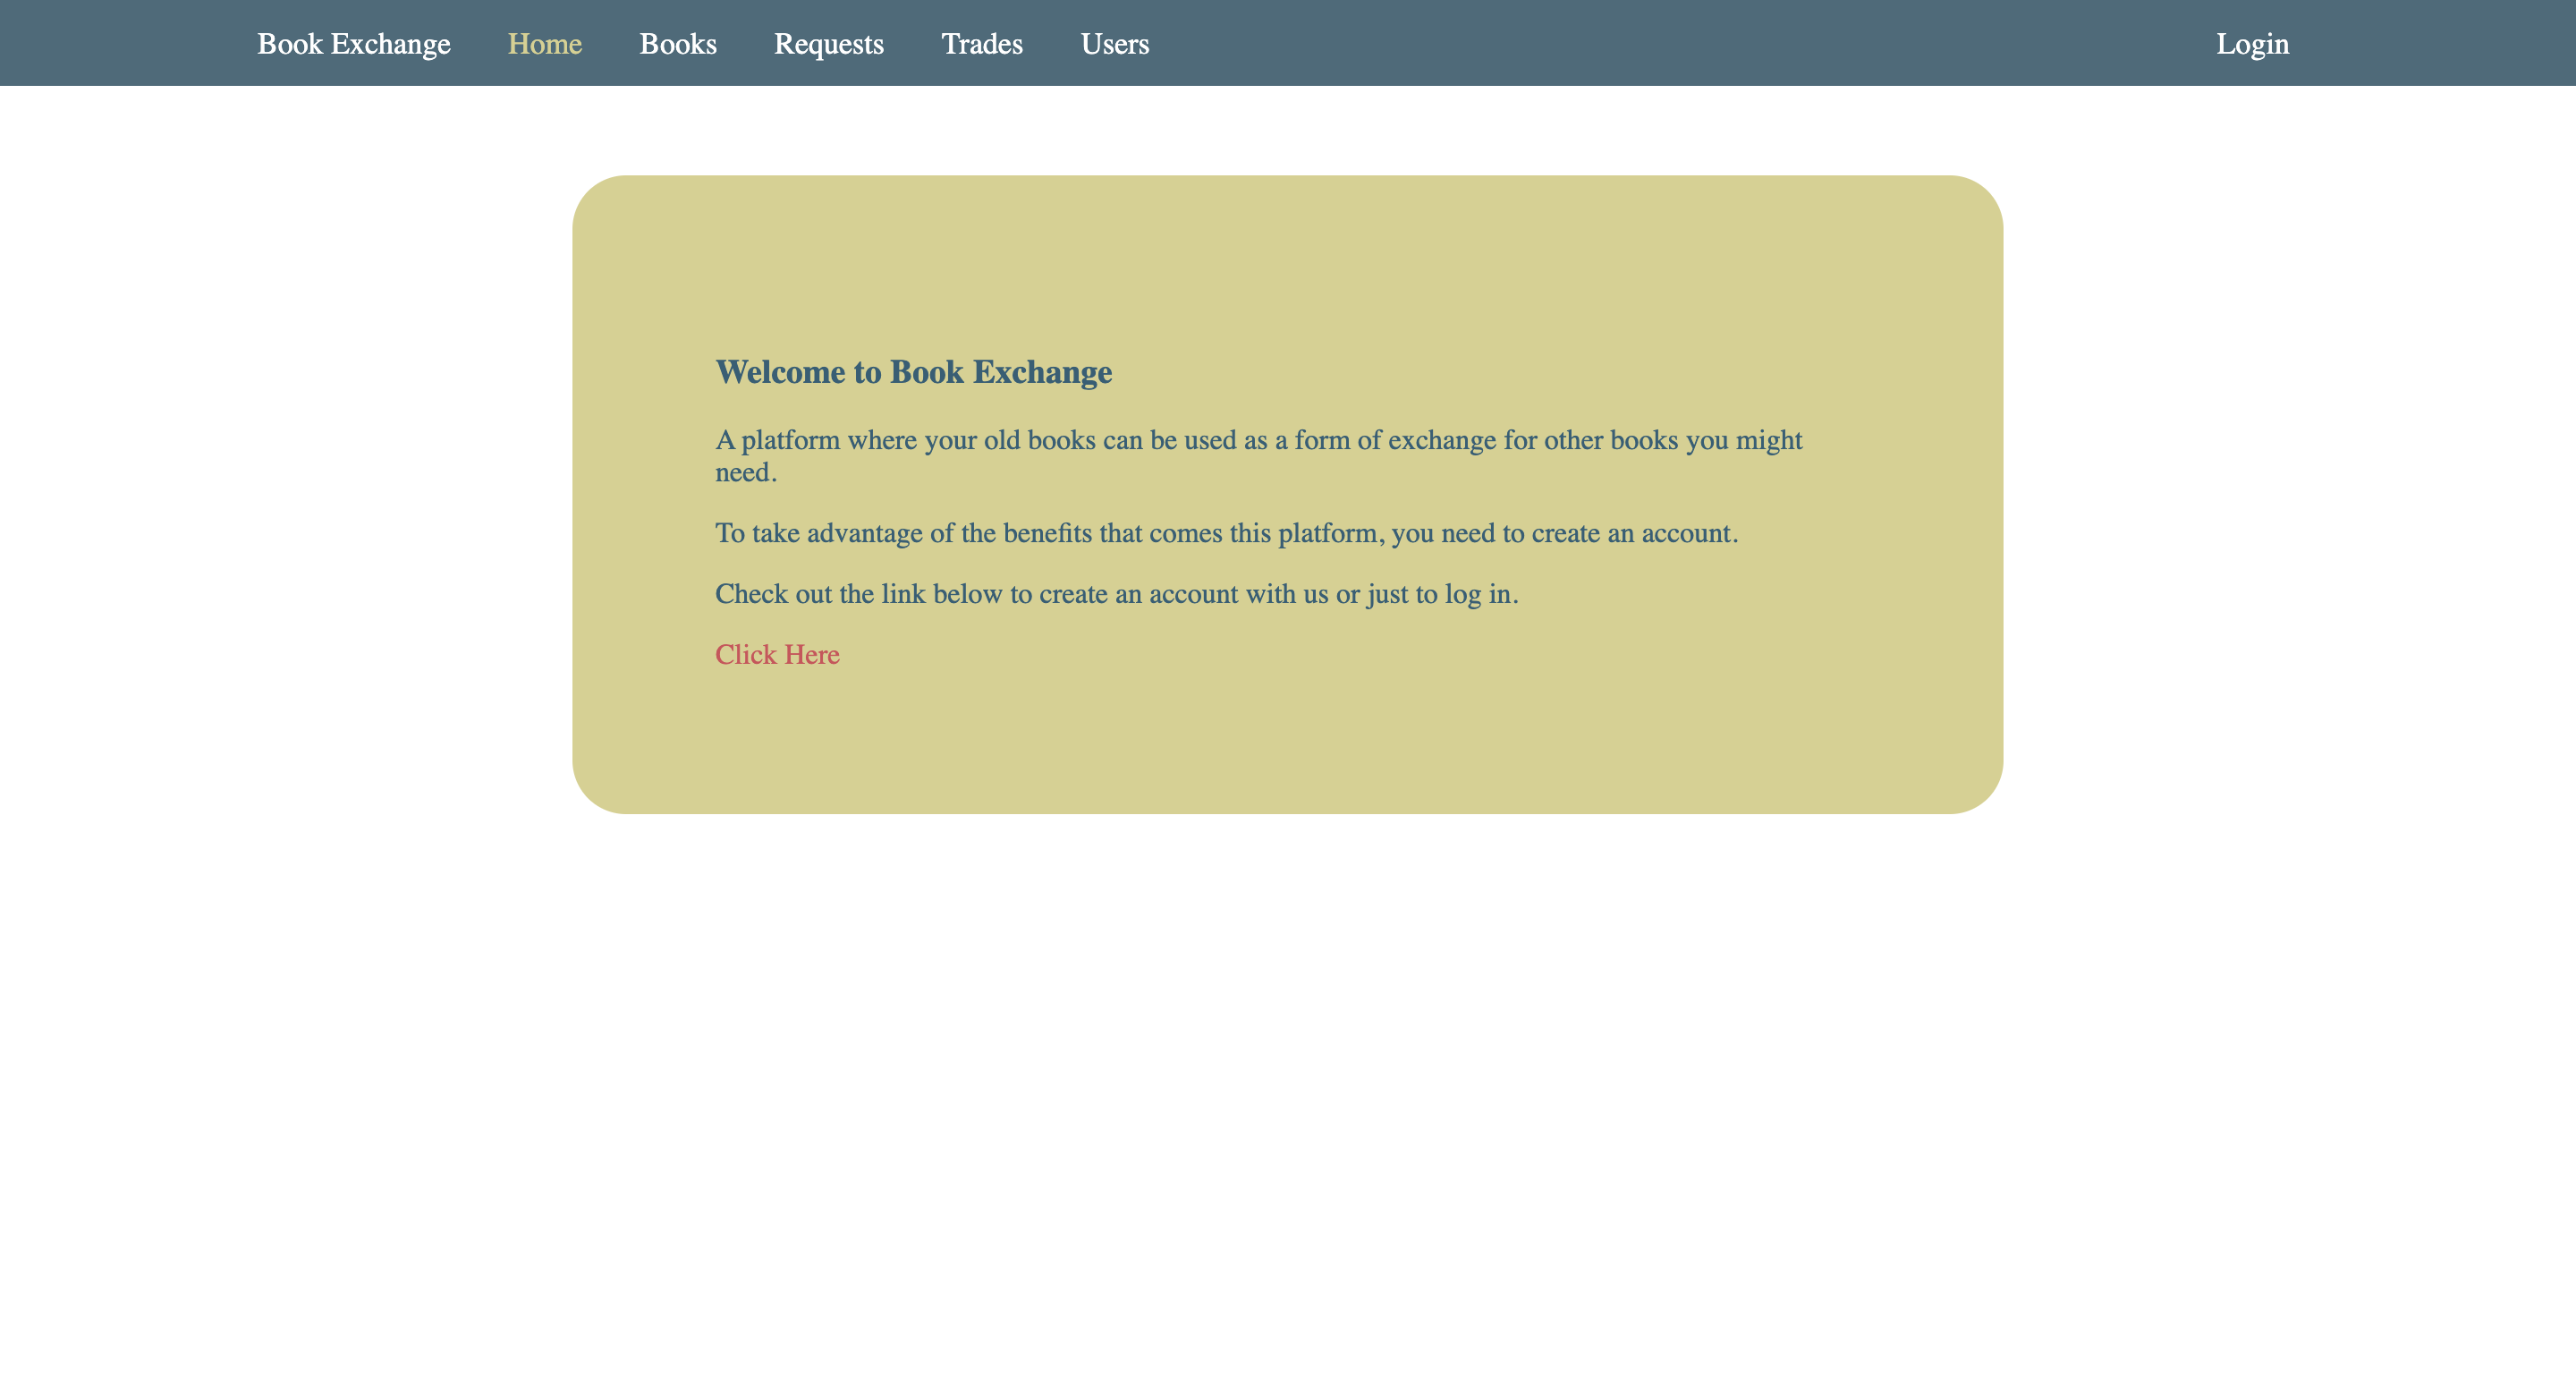 Book Exchange Home Books Requests Trades Users Login
Welcome to Book Exchange
A platform where your old books can be used as a form of exchange for other books you might
need.
To take advantage of the benefits that comes this platform, you need to create an account.
Check out the link below to create an account with us or just to log in.
Click Here